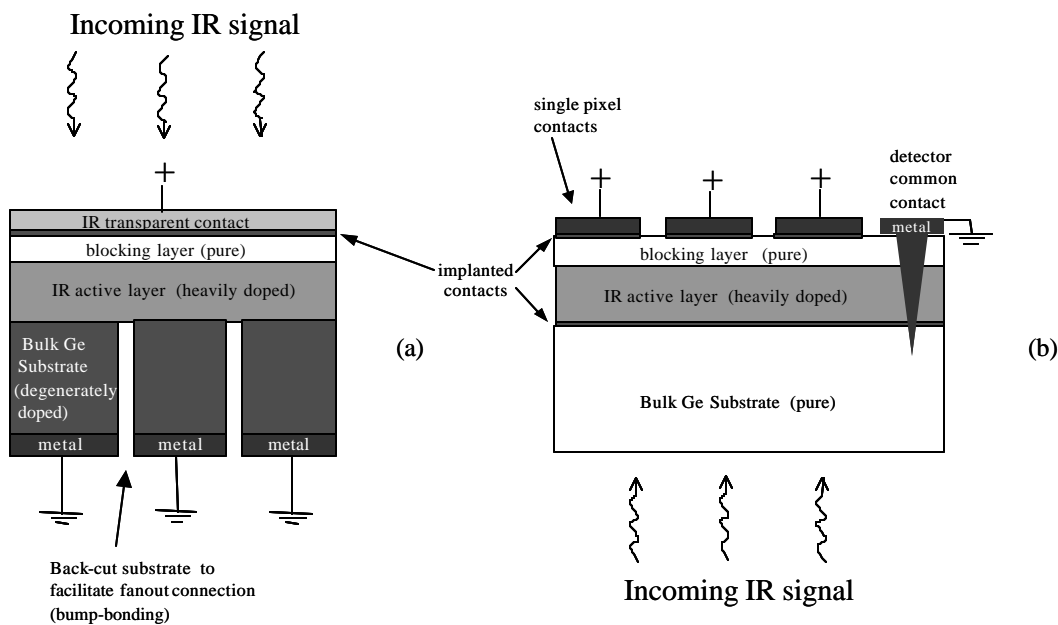 Incoming IR signal
+
IR transparent contact
blocking layer (pure)
IR active layer (heavily doped)
Bulk Ge
Substrate
(degenerately
doped)
metal
metal
metal
Back-cut substrate to
facilitate fanout connection
(bump-bonding)
(a)
implanted
contacts
single pixel
contacts
+
+
+
detector
common
contact
metal
blocking layer (pure)
IR active layer (heavily doped)
Bulk Ge Substrate (pure)
(b)
Incoming IR signal